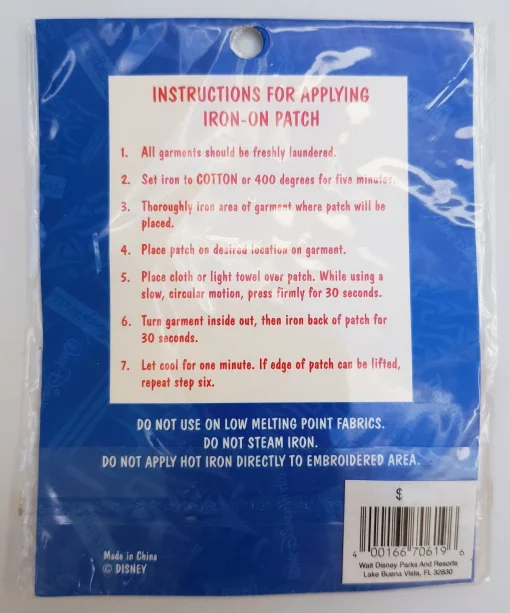 INSTRUCTIONS FOR APPLYING
IRON-ON PATCH
1. All garments should be freshly laundered.
2. Set iron to COTTON or 400 degrees for five minutes.
3. Thoroughly iron area of garment where patch will be
placed.
4. Place patch on desired location on garment.
5. Place cloth or light towel over patch. While using a
slow, circular motion, press firmly for 30 seconds.
6. Turn garment inside out, then iron back of patch for
30 seconds.
7. Let cool for one minute. If edge of patch can be lifted,
repeat step six.
DO NOT USE ON LOW MELTING POINT FABRICS.
DO NOT STEAM IRON.
DO NOT APPLY HOT IRON DIRECTLY TO EMBROIDERED AREA.
$
4 00166 70619 6
Walt Disney Parks And Resorts
Lake Buena Vista, FL 32830
Made in China
© DISNEY